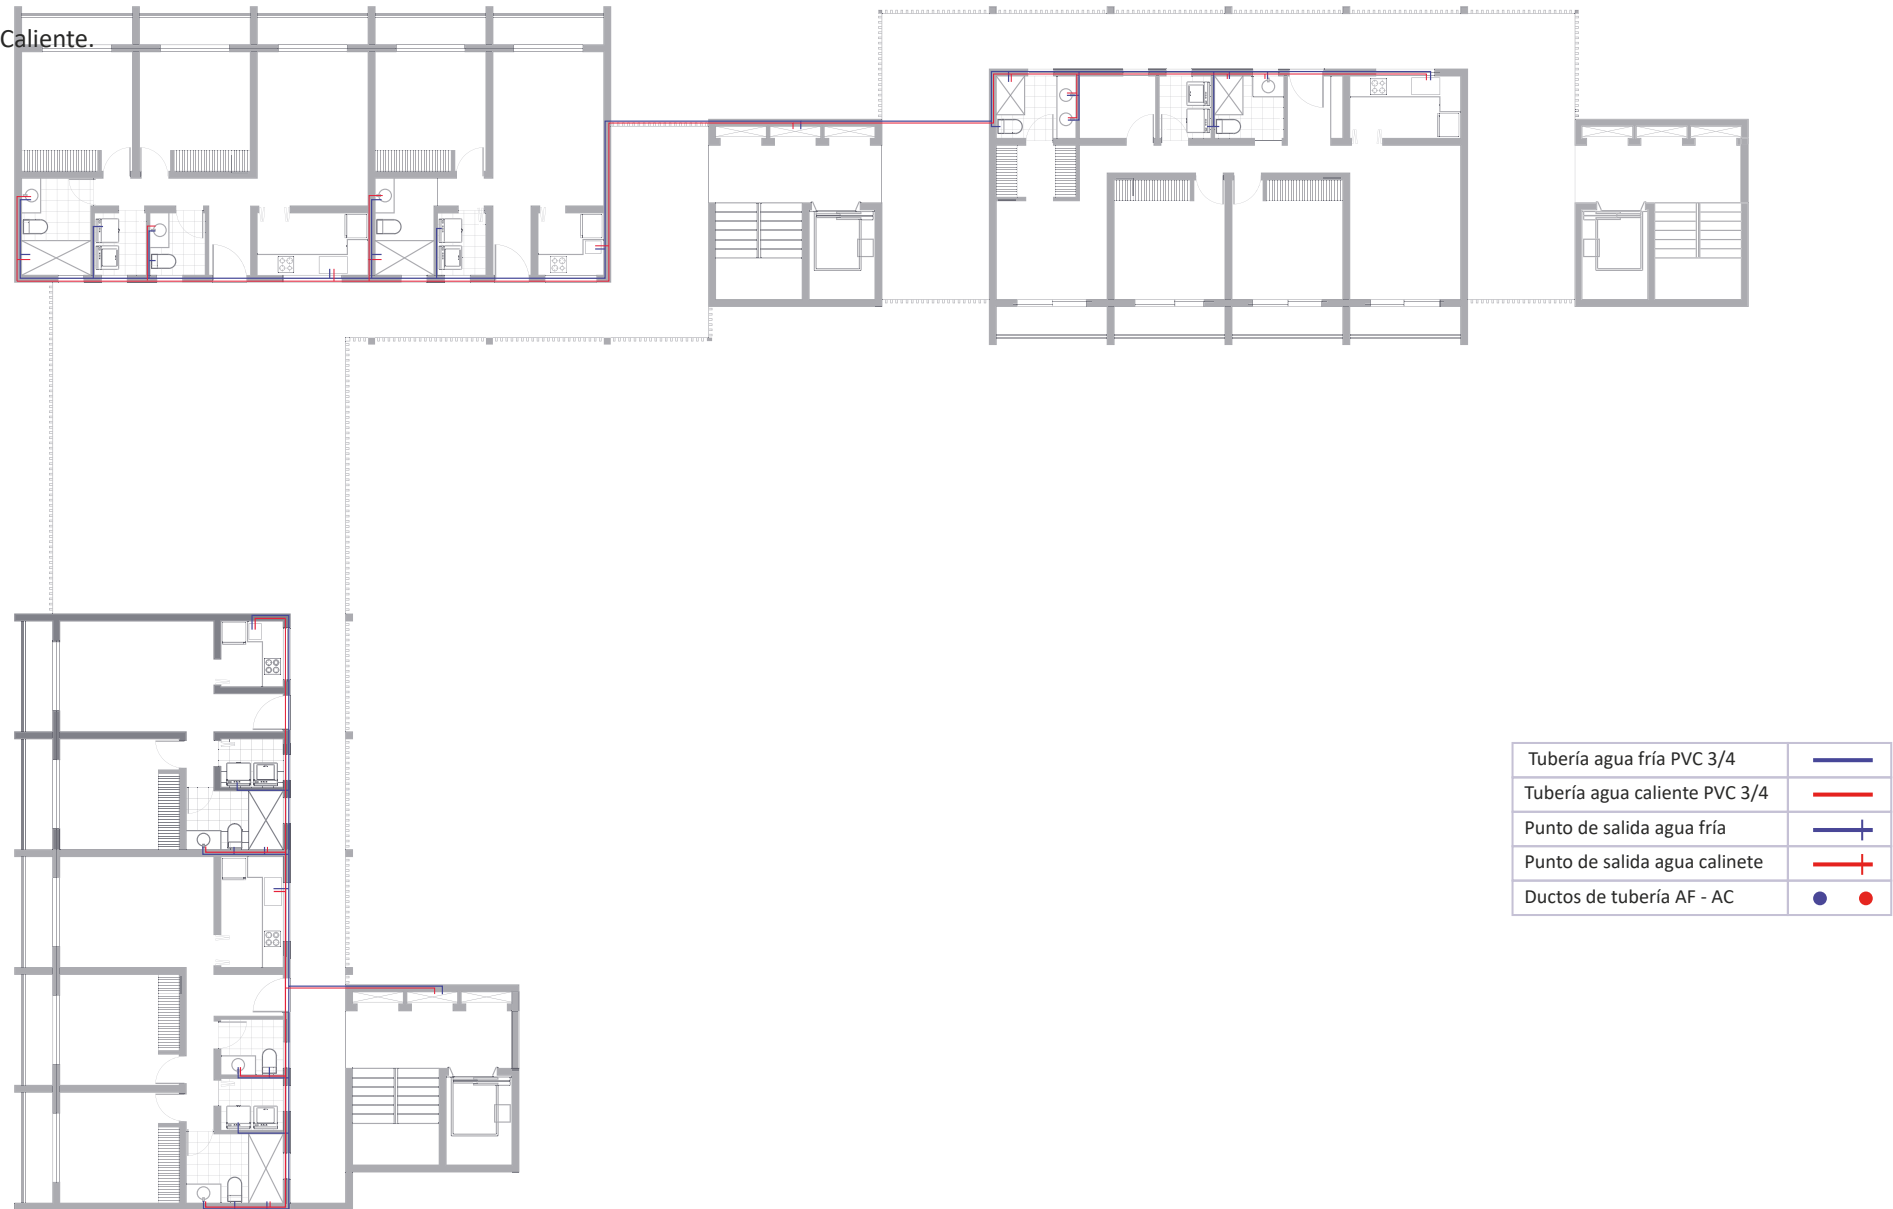 Caliente.
Tubería agua fría PVC 3/4
Tubería agua caliente PVC 3/4
Punto de salida agua fría
Punto de salida agua calinete
Ductos de tubería AF - AC